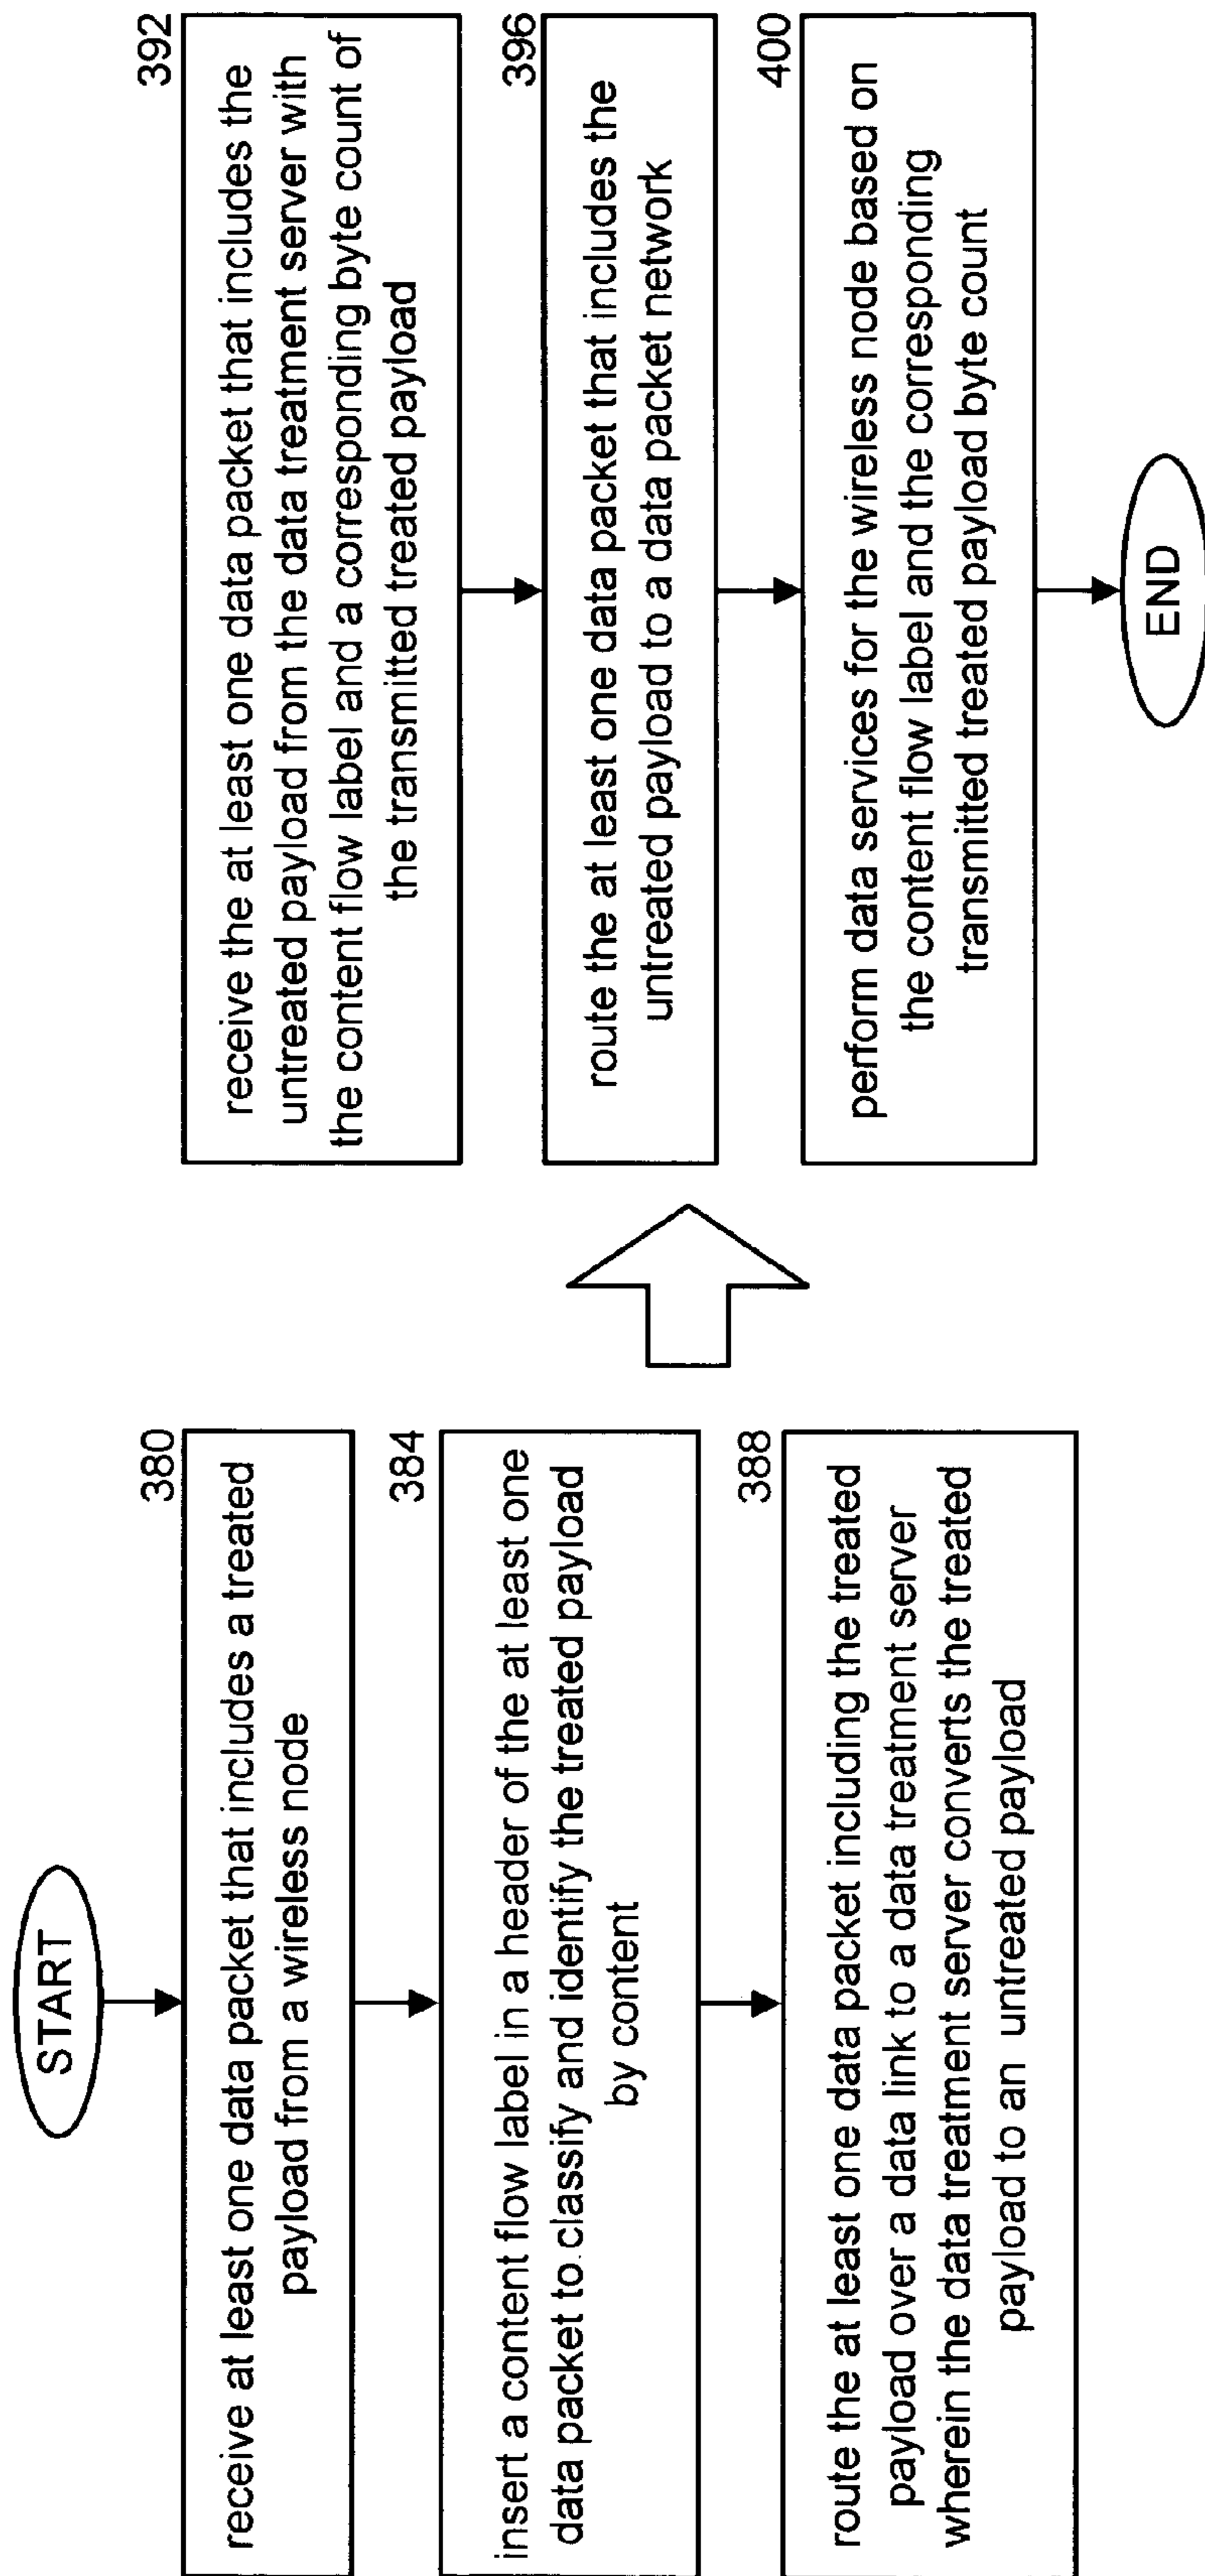 START
380
receive at least one data packet that includes a treated
payload from a wireless node
384
insert a content flow label in a header of the at least one
data packet to classify and identify the treated payload
by content
388
route the at least one data packet including the treated
payload over a data link to a data treatment server
wherein the data treatment server converts the treated
payload to an untreated payload
392
receive the at least one data packet that includes the
untreated payload from the data treatment server with
the content flow label and a corresponding byte count of
the transmitted treated payload
396
route the at least one data packet that includes the
untreated payload to a data packet network
400
perform data services for the wireless node based on
the content flow label and the corresponding
transmitted treated payload byte count
END